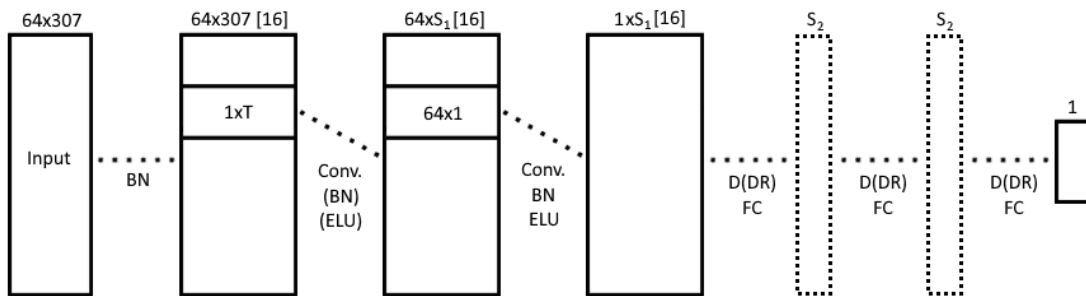 64x307
64x307 [16]
64xS₁[16]
1xS₁[16]
S₂
S₂
1
Input
1xT
64x1
BN
Conv.
(BN)
(ELU)
Conv.
BN
ELU
D(DR)
FC
D(DR)
FC
D(DR)
FC